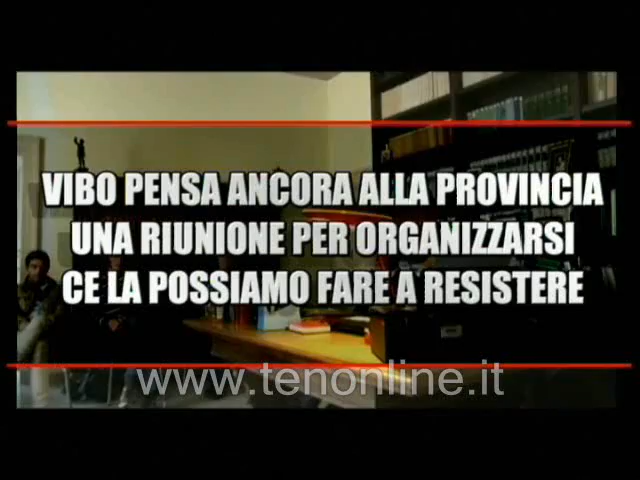 VIBO PENSA ANCORA ALLA PROVINCIA
UNA RIUNIONE PER ORGANIZZARSI
CE LA POSSIAMO FARE A RESISTERE
www.tenonline.it